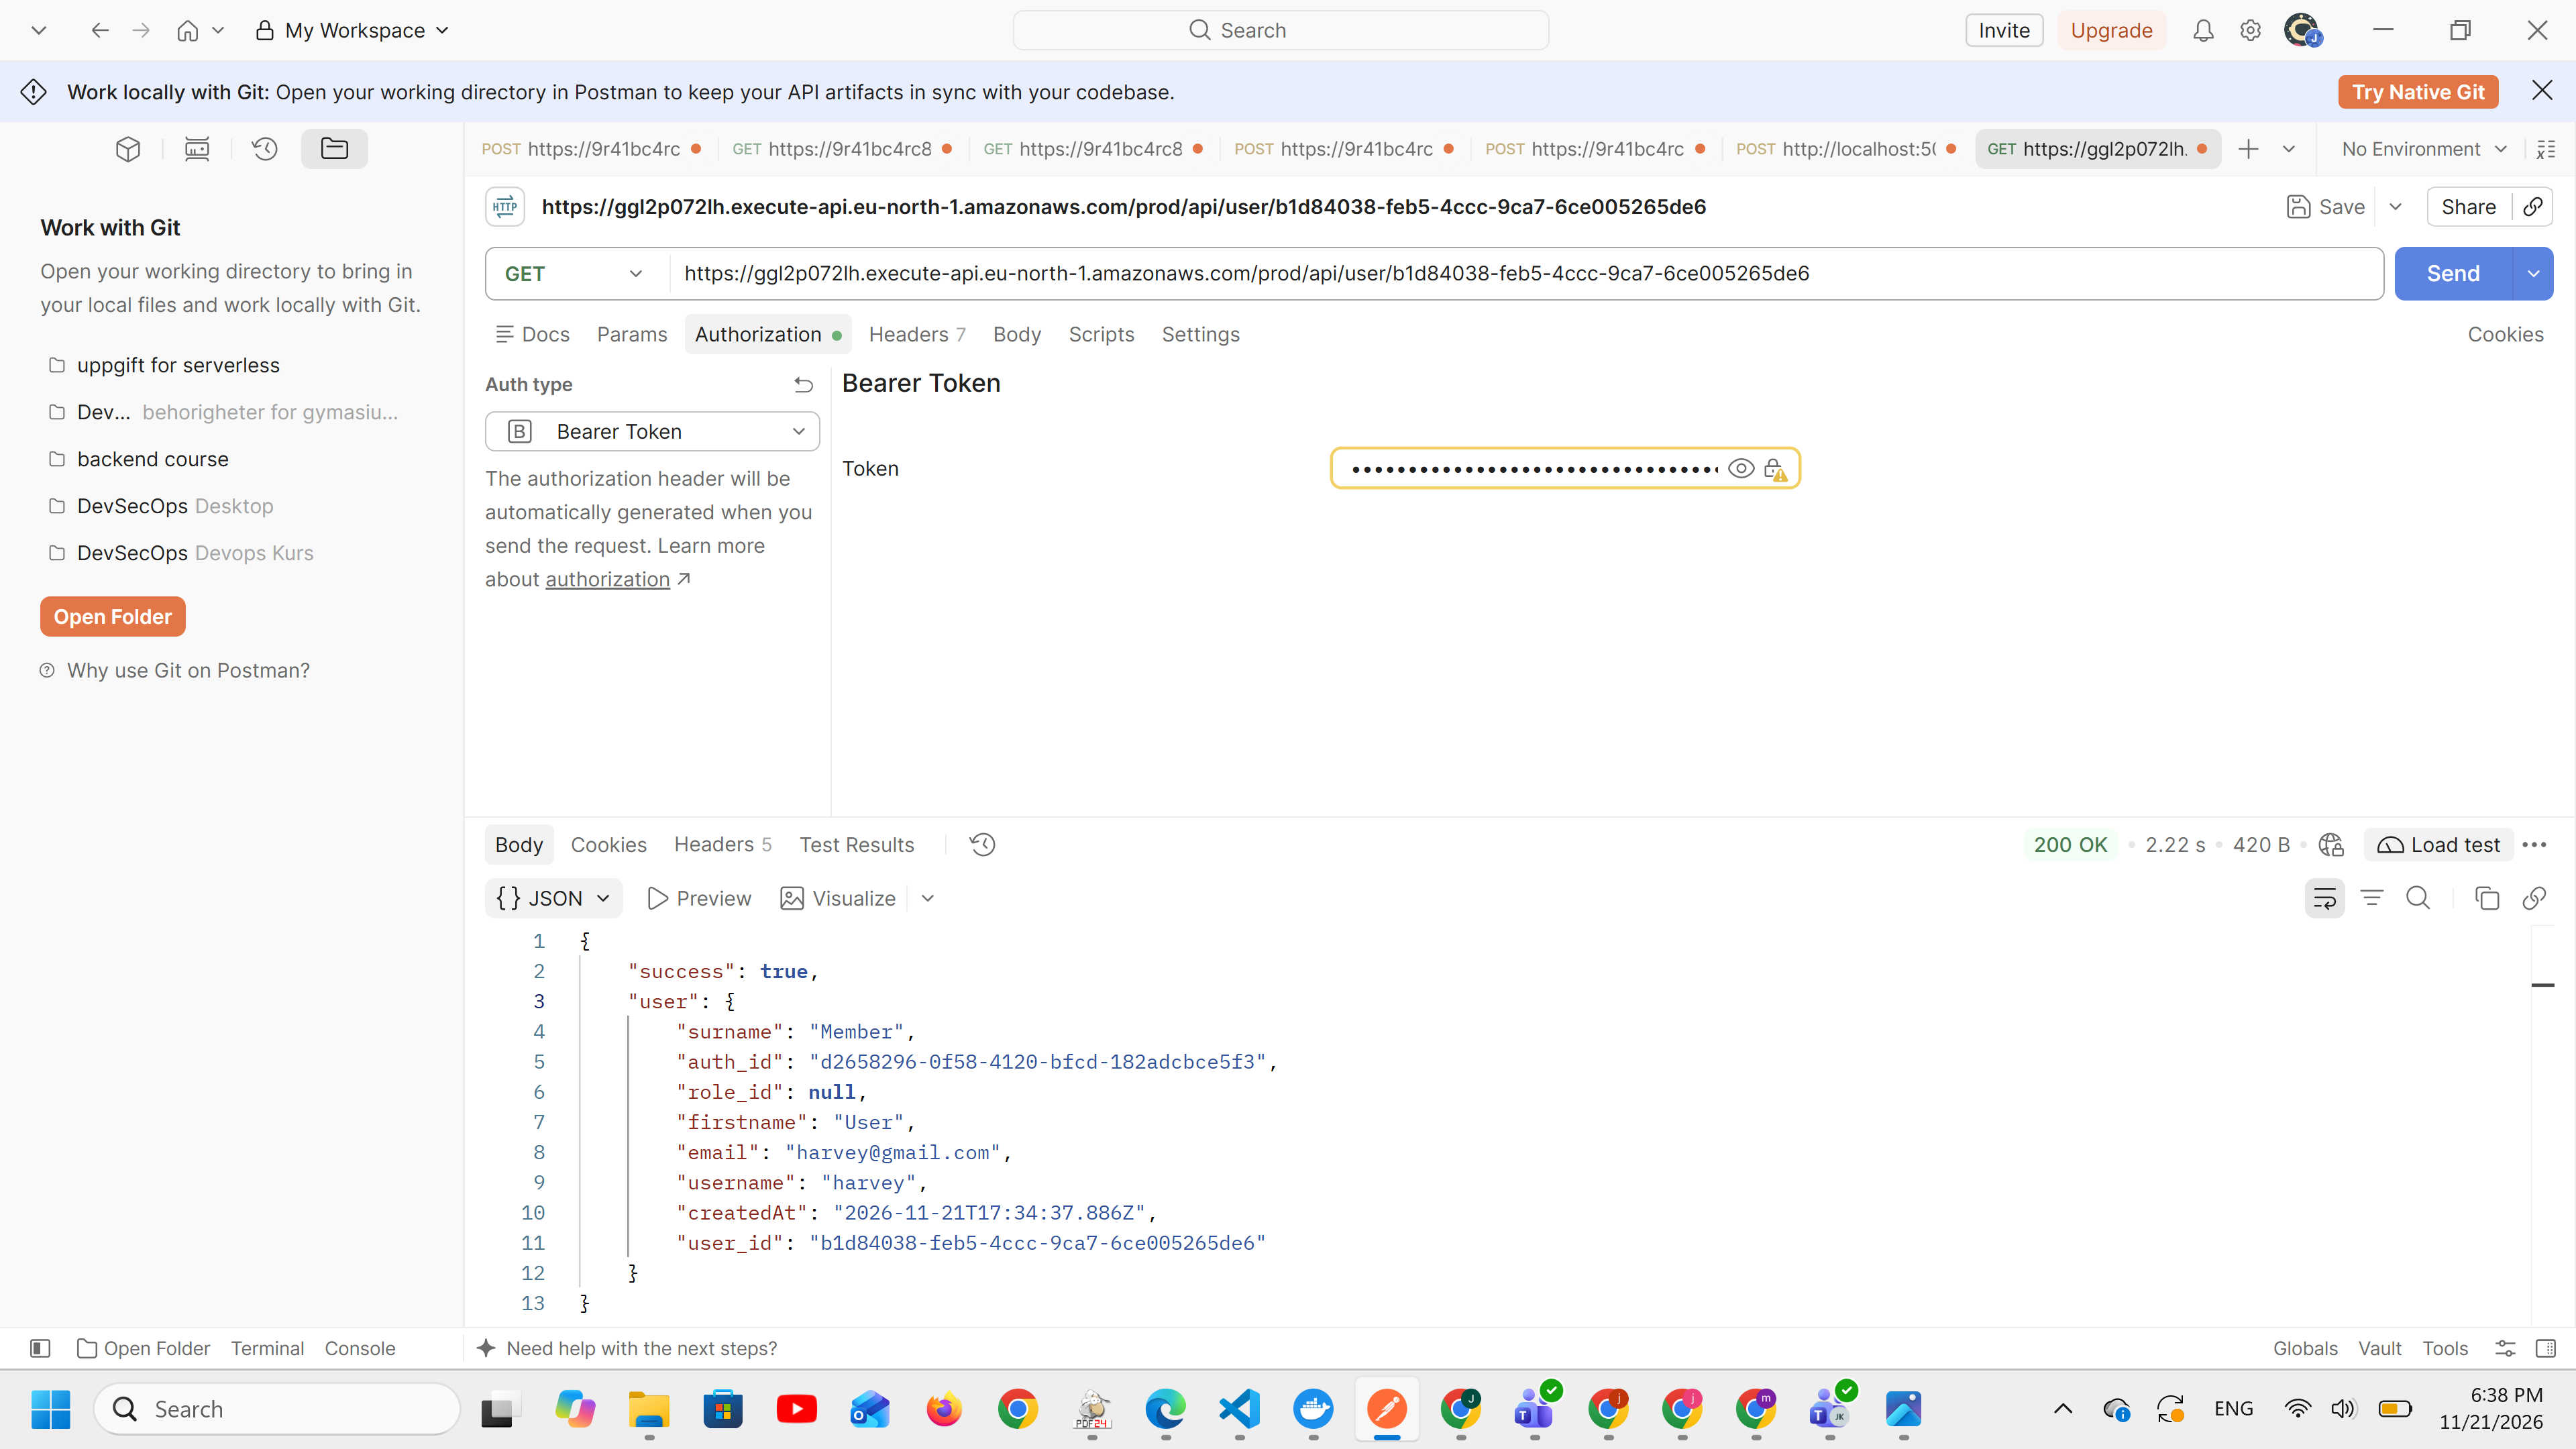 My Workspace
Search
Invite
Upgrade
J
Work locally with Git: Open your working directory in Postman to keep your API artifacts in sync with your codebase.
Try Native Git
POST https://9r41bc4rc
GET https://9r41bc4rc8
GET https://9r41bc4rc8
POST https://9r41bc4rc
POST https://9r41bc4rc
POST http://localhost:50
GET https://ggl2p072lh.
No Environment
Work with Git
Open your working directory to bring in
your local files and work locally with Git.
uppgift for serverless
Dev... behorigheter for gymasiu...
backend course
DevSecOps Desktop
DevSecOps Devops Kurs
Open Folder
Why use Git on Postman?
HTTP
https://ggl2p072lh.execute-api.eu-north-1.amazonaws.com/prod/api/user/b1d84038-feb5-4ccc-9ca7-6ce005265de6
Save
Share
GET
https://ggl2p072lh.execute-api.eu-north-1.amazonaws.com/prod/api/user/b1d84038-feb5-4ccc-9ca7-6ce005265de6
Send
Docs
Params
Authorization
Headers 7
Body
Scripts
Settings
Cookies
Auth type
B Bearer Token
The authorization header will be
automatically generated when you
send the request. Learn more
about authorization
Bearer Token
Token
Body
Cookies
Headers 5
Test Results
200 OK
2.22 s
420 B
Load test
{} JSON
Preview
Visualize
1 {
2 "success": true,
3 "user": {
4 "surname": "Member",
5 "auth_id": "d2658296-0f58-4120-bfcd-182adcbce5f3",
6 "role_id": null,
7 "firstname": "User",
8 "email": "harvey@gmail.com",
9 "username": "harvey",
10 "createdAt": "2026-11-21T17:34:37.886Z",
11 "user_id": "b1d84038-feb5-4ccc-9ca7-6ce005265de6"
12 }
13 }
Open Folder
Terminal
Console
Need help with the next steps?
Globals
Vault
Tools
Search
PDF24
J
T
j
j
m
T
JK
ENG
6:38 PM
11/21/2026